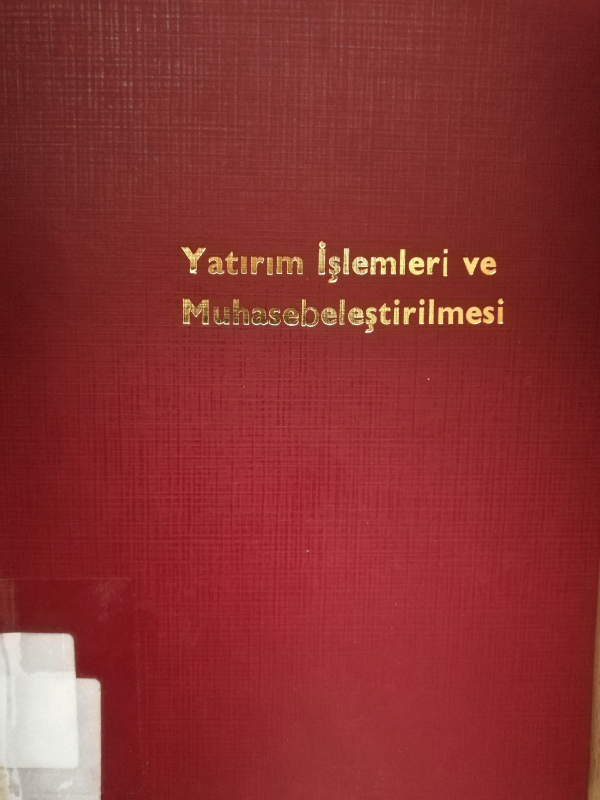 Yatırım İşlemleri ve
Muhasebeleştirilmesi